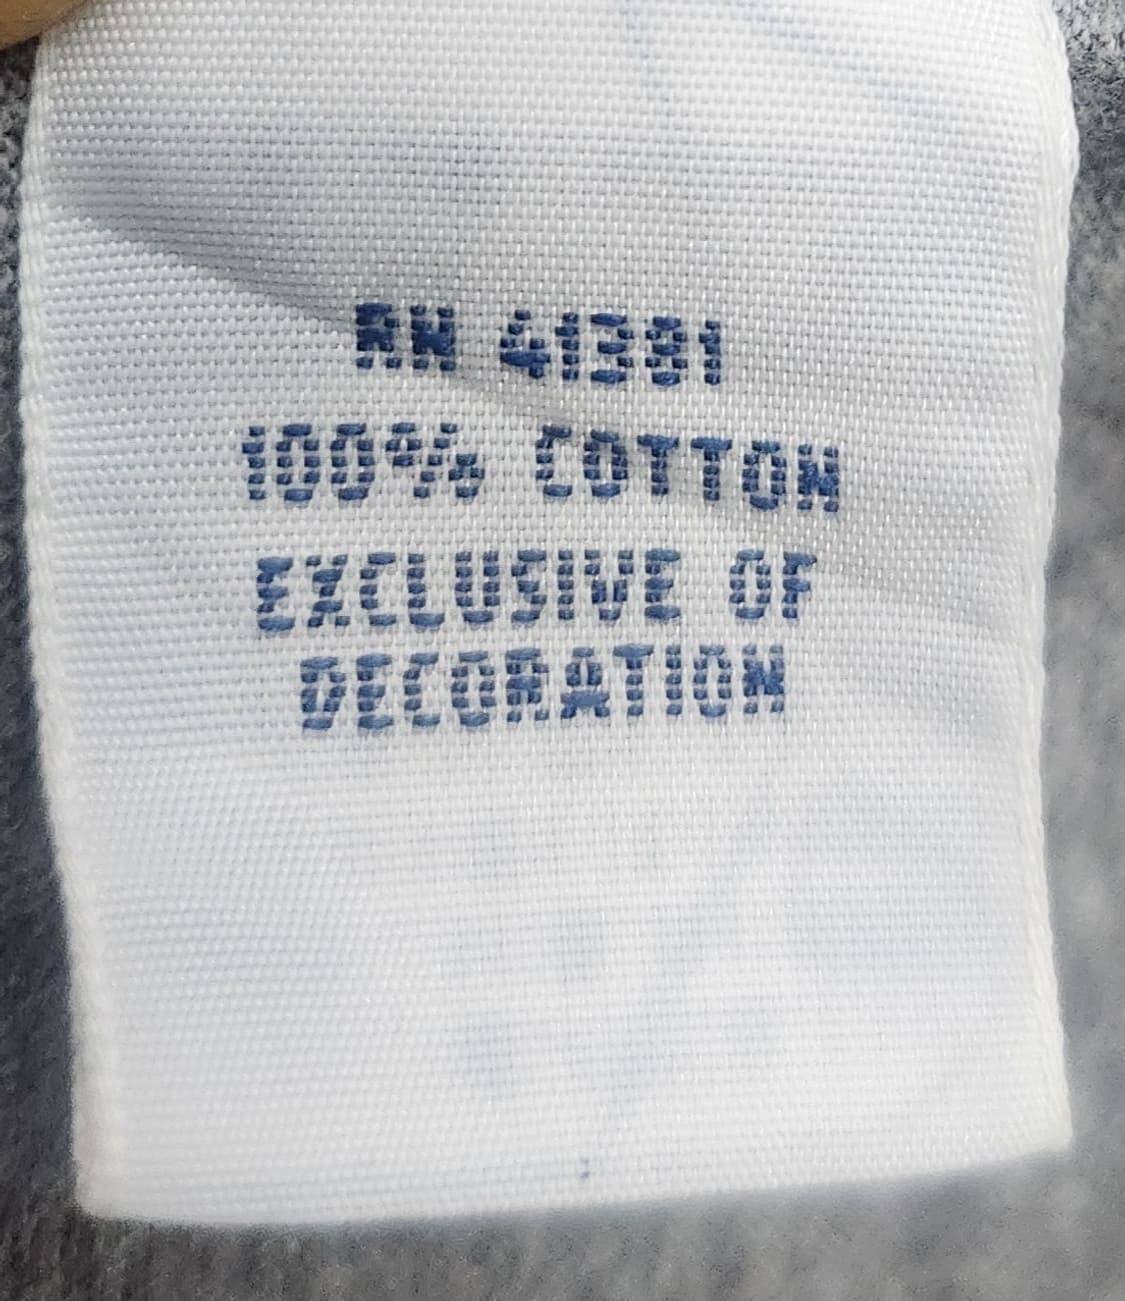 RN 41381
100% COTTON
EXCLUSIVE OF
DECORATION